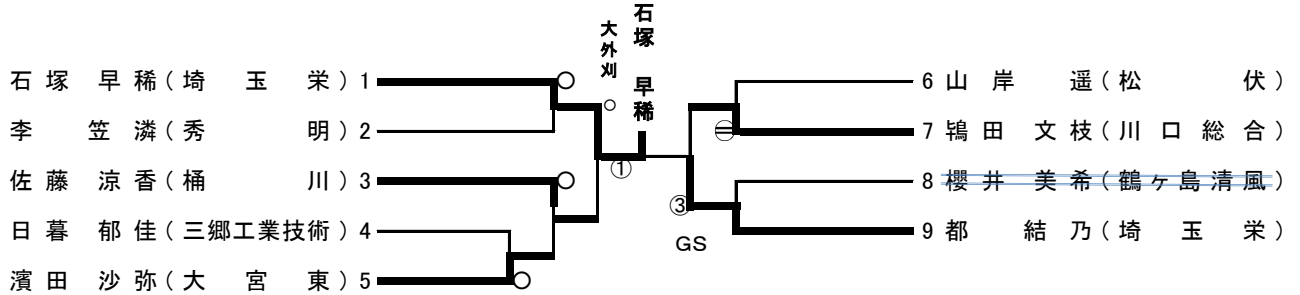 石塚 早稀
大外刈
○
石塚 早稀(埼玉栄) 1 ○
李 笠潾(秀明) 2
佐藤 涼香(桶川) 3 ○
日暮 郁佳(三郷工業技術) 4
濱田 沙弥(大宮東) 5 ○
①
③
GS
6 山岸 遥(松伏)
7 鴇田 文枝(川口総合)
8 櫻井 美希(鶴ヶ島清風)
9 都 結乃(埼玉栄)